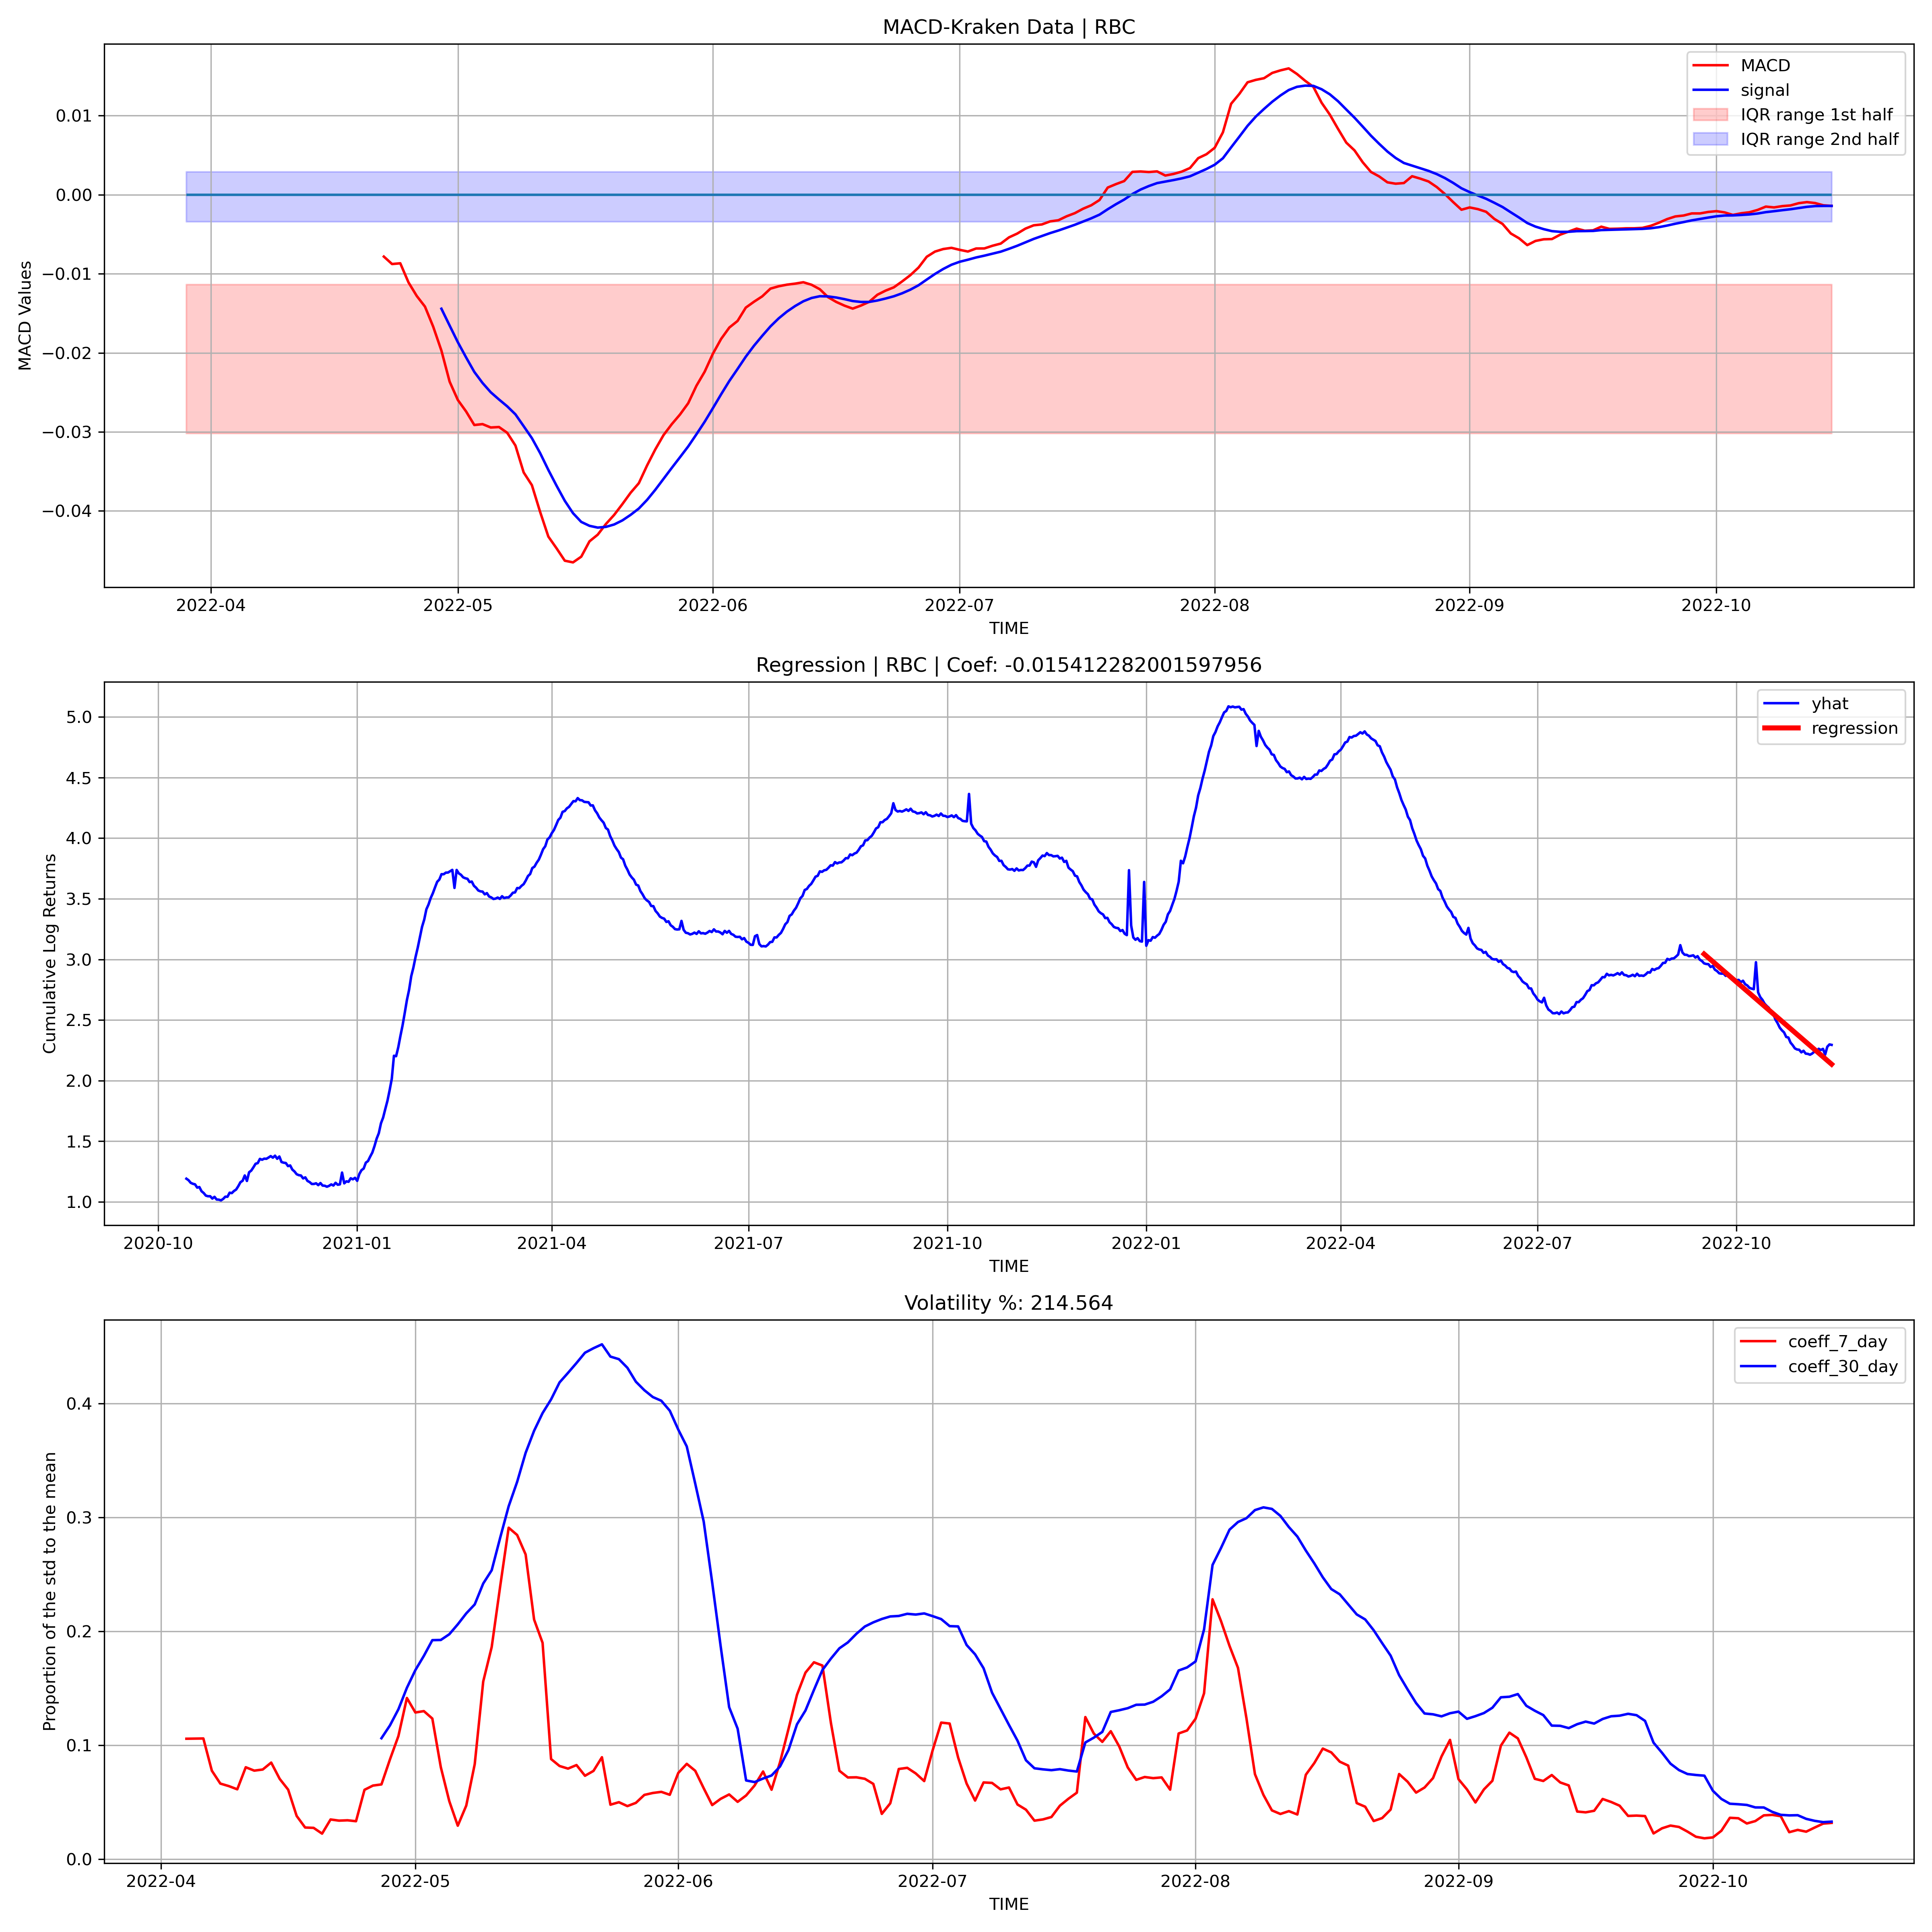 MACD-Kraken Data | RBC
MACD
signal
IQR range 1st half
IQR range 2nd half
MACD Values
0.01
0.00
−0.01
−0.02
−0.03
−0.04
2022-04 2022-05 2022-06 2022-07 2022-08 2022-09 2022-10
TIME
Regression | RBC | Coef: -0.015412282001597956
yhat
regression
Cumulative Log Returns
5.0
4.5
4.0
3.5
3.0
2.5
2.0
1.5
1.0
2020-10 2021-01 2021-04 2021-07 2021-10 2022-01 2022-04 2022-07 2022-10
TIME
Volatility %: 214.564
coeff_7_day
coeff_30_day
Proportion of the std to the mean
0.4
0.3
0.2
0.1
0.0
2022-04 2022-05 2022-06 2022-07 2022-08 2022-09 2022-10
TIME